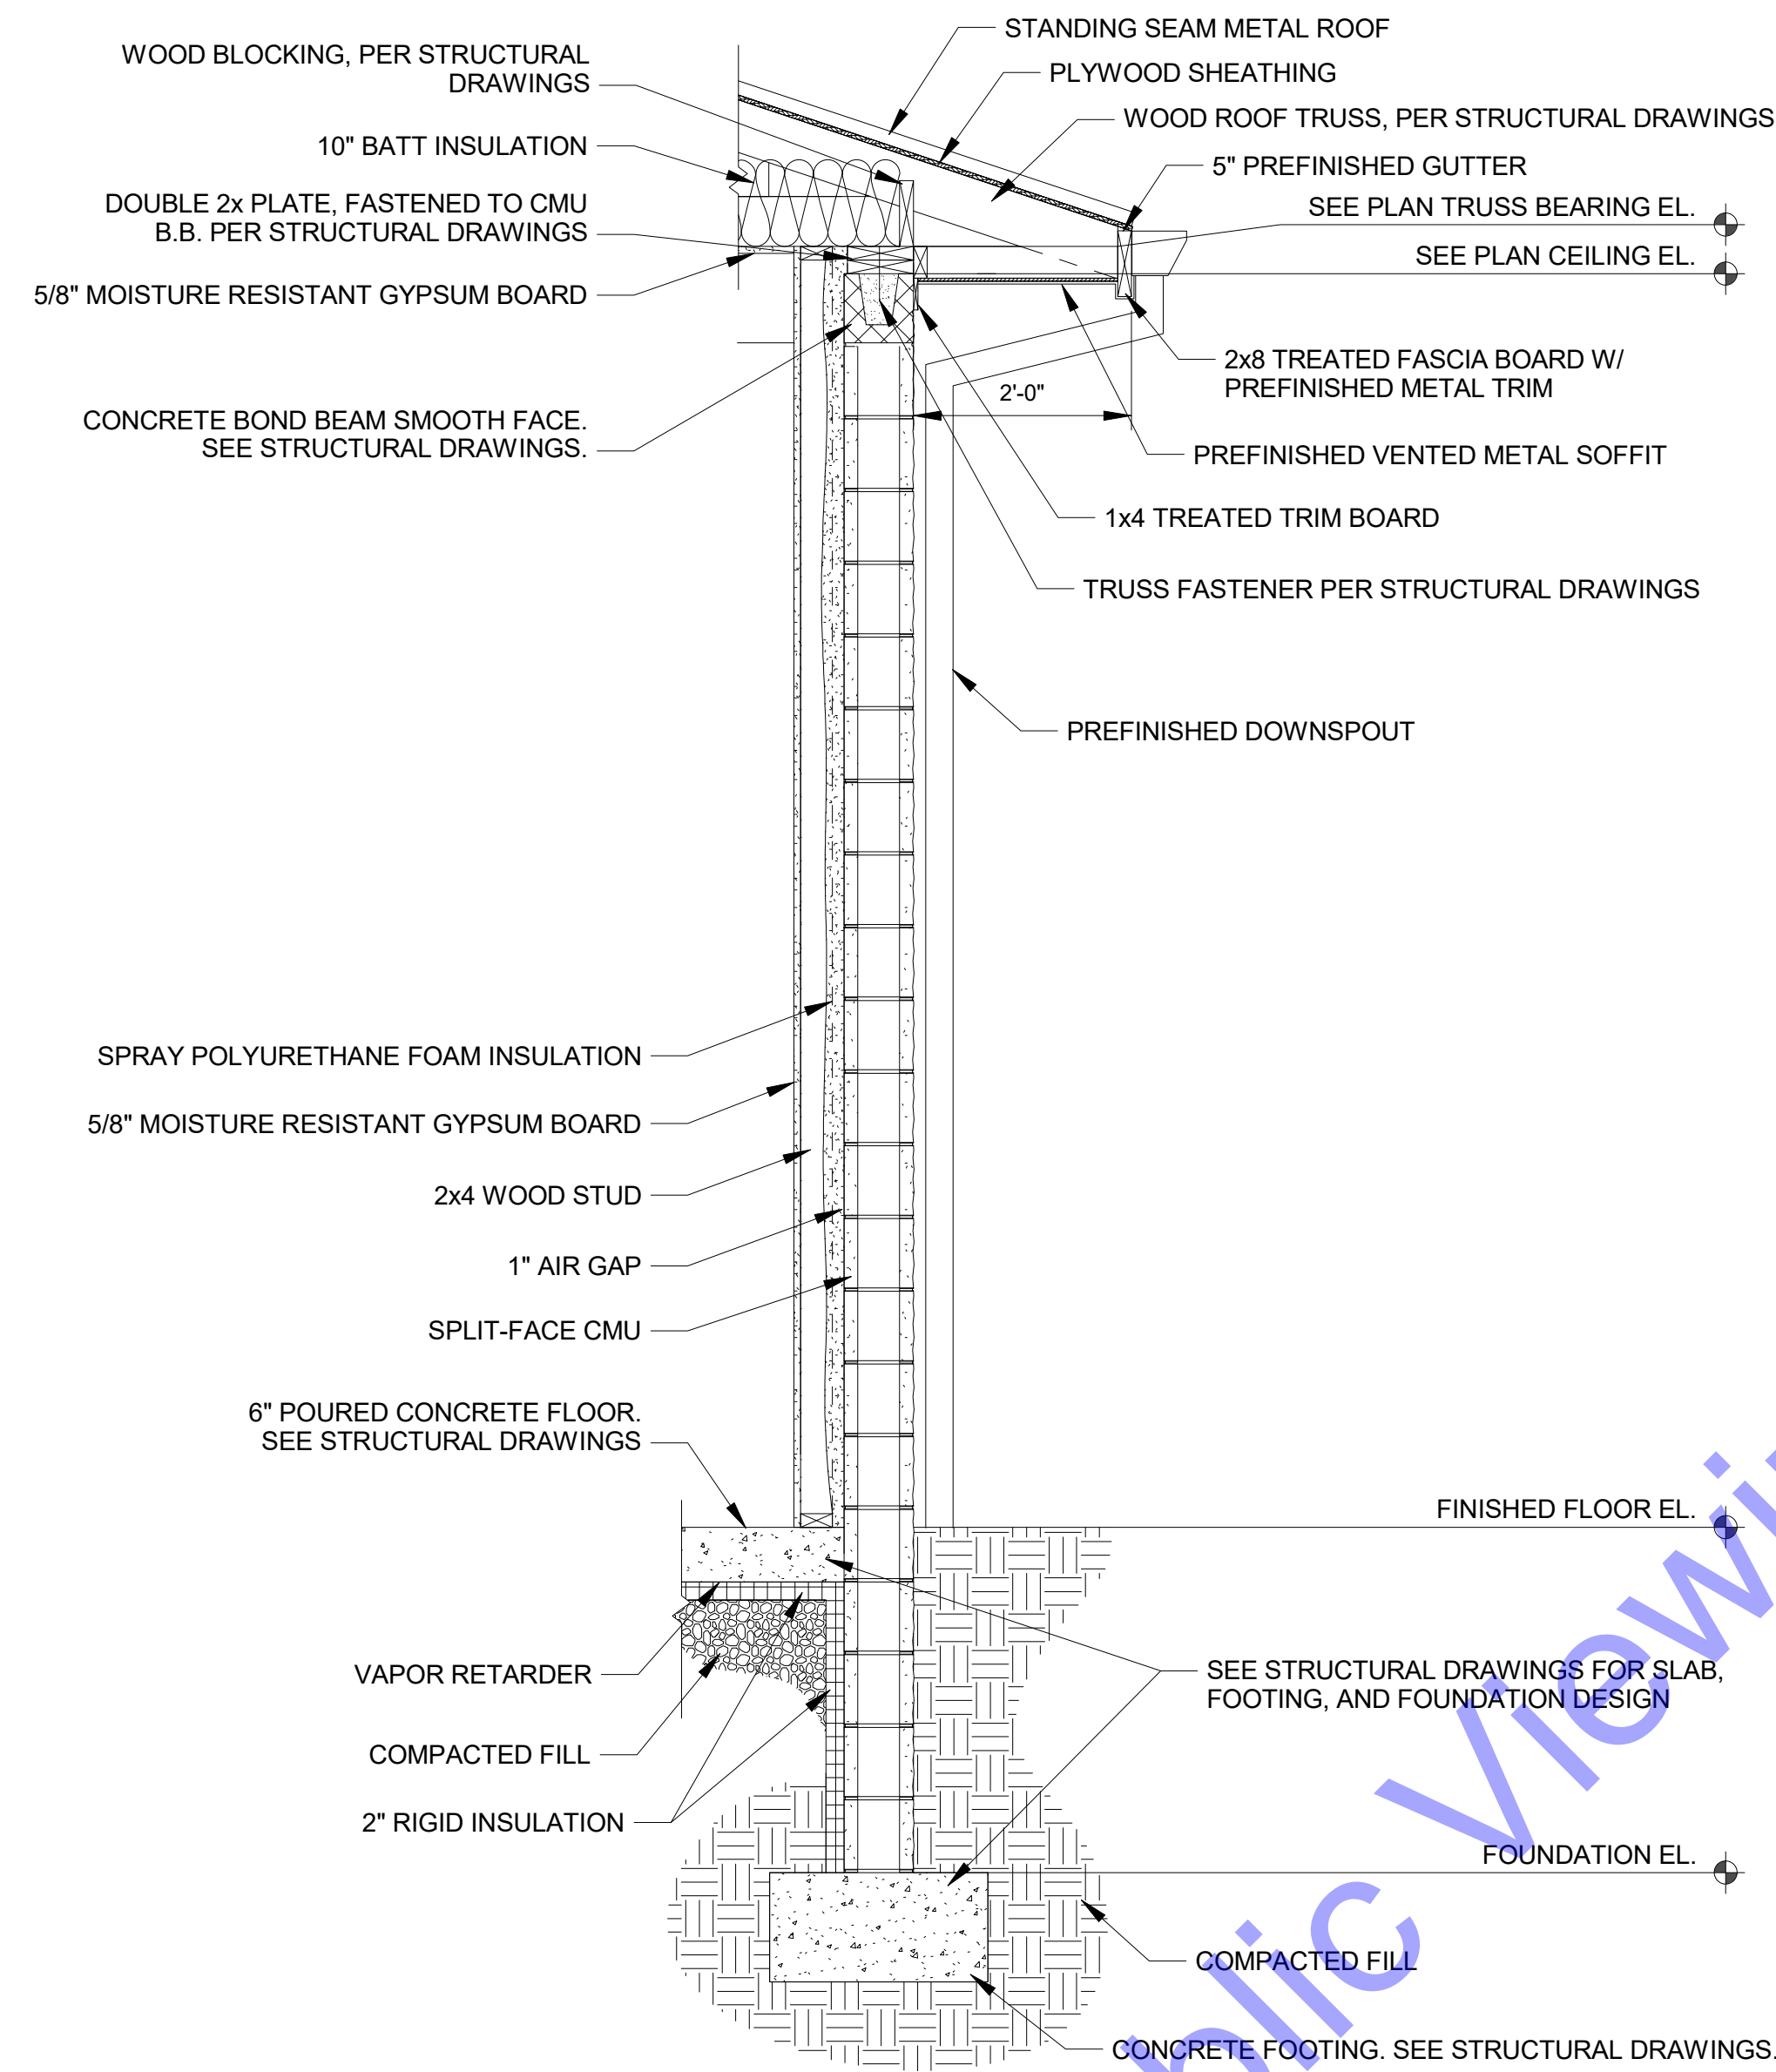 STANDING SEAM METAL ROOF
WOOD BLOCKING, PER STRUCTURAL
DRAWINGS
PLYWOOD SHEATHING
WOOD ROOF TRUSS, PER STRUCTURAL DRAWINGS
10" BATT INSULATION
5" PREFINISHED GUTTER
DOUBLE 2x PLATE, FASTENED TO CMU
B.B. PER STRUCTURAL DRAWINGS
SEE PLAN TRUSS BEARING EL.
SEE PLAN CEILING EL.
5/8" MOISTURE RESISTANT GYPSUM BOARD
2x8 TREATED FASCIA BOARD W/
PREFINISHED METAL TRIM
2'-0"
CONCRETE BOND BEAM SMOOTH FACE.
SEE STRUCTURAL DRAWINGS.
PREFINISHED VENTED METAL SOFFIT
1x4 TREATED TRIM BOARD
TRUSS FASTENER PER STRUCTURAL DRAWINGS
PREFINISHED DOWNSPOUT
SPRAY POLYURETHANE FOAM INSULATION
5/8" MOISTURE RESISTANT GYPSUM BOARD
2x4 WOOD STUD
1" AIR GAP
SPLIT-FACE CMU
6" POURED CONCRETE FLOOR.
SEE STRUCTURAL DRAWINGS
FINISHED FLOOR EL.
VAPOR RETARDER
SEE STRUCTURAL DRAWINGS FOR SLAB,
FOOTING, AND FOUNDATION DESIGN
COMPACTED FILL
2" RIGID INSULATION
FOUNDATION EL.
COMPACTED FILL
CONCRETE FOOTING. SEE STRUCTURAL DRAWINGS.